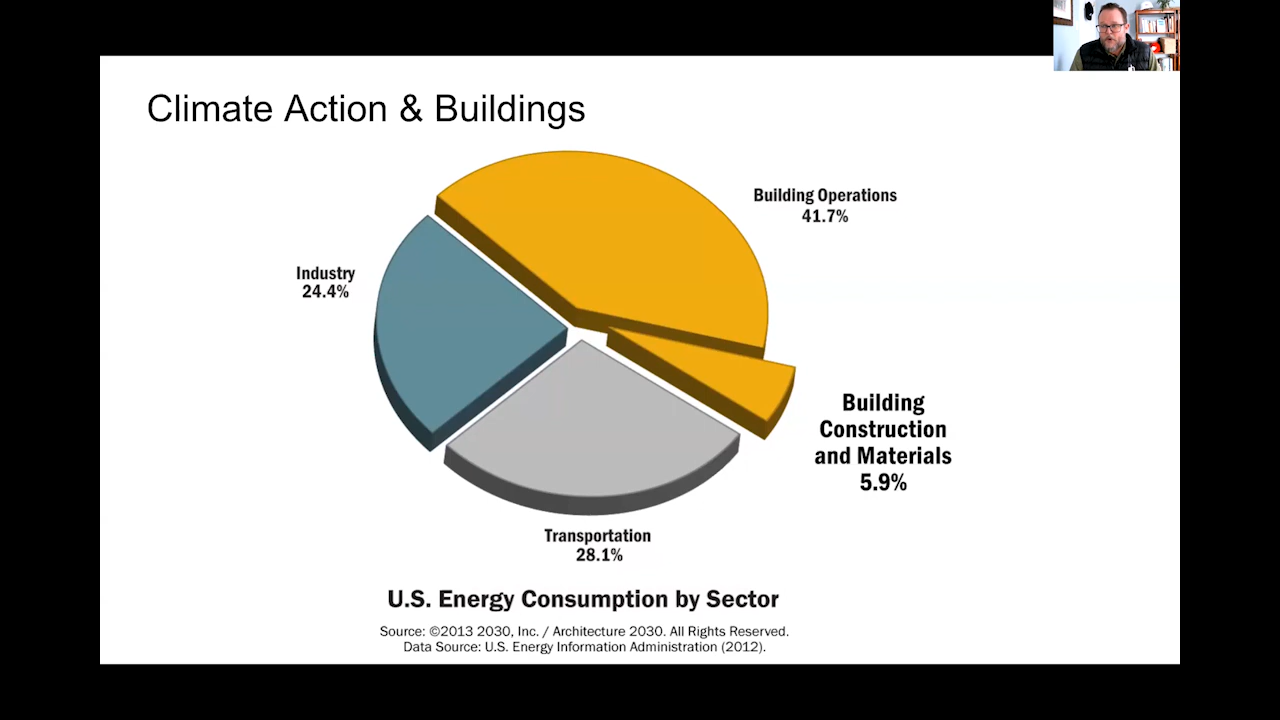 Climate Action & Buildings
Building Operations
41.7%
Industry
24.4%
Building
Construction
and Materials
5.9%
Transportation
28.1%
U.S. Energy Consumption by Sector
Source: ©2013 2030, Inc. / Architecture 2030. All Rights Reserved.
Data Source: U.S. Energy Information Administration (2012).